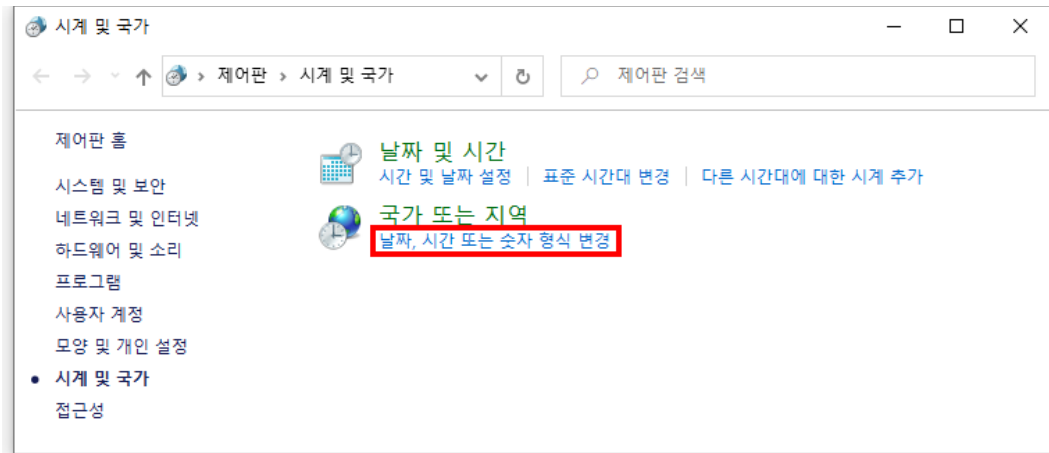 시계 및 국가
제어판 › 시계 및 국가
제어판 검색
제어판 홈
시스템 및 보안
네트워크 및 인터넷
하드웨어 및 소리
프로그램
사용자 계정
모양 및 개인 설정
시계 및 국가
접근성
날짜 및 시간
시간 및 날짜 설정 | 표준 시간대 변경 | 다른 시간대에 대한 시계 추가
국가 또는 지역
날짜, 시간 또는 숫자 형식 변경